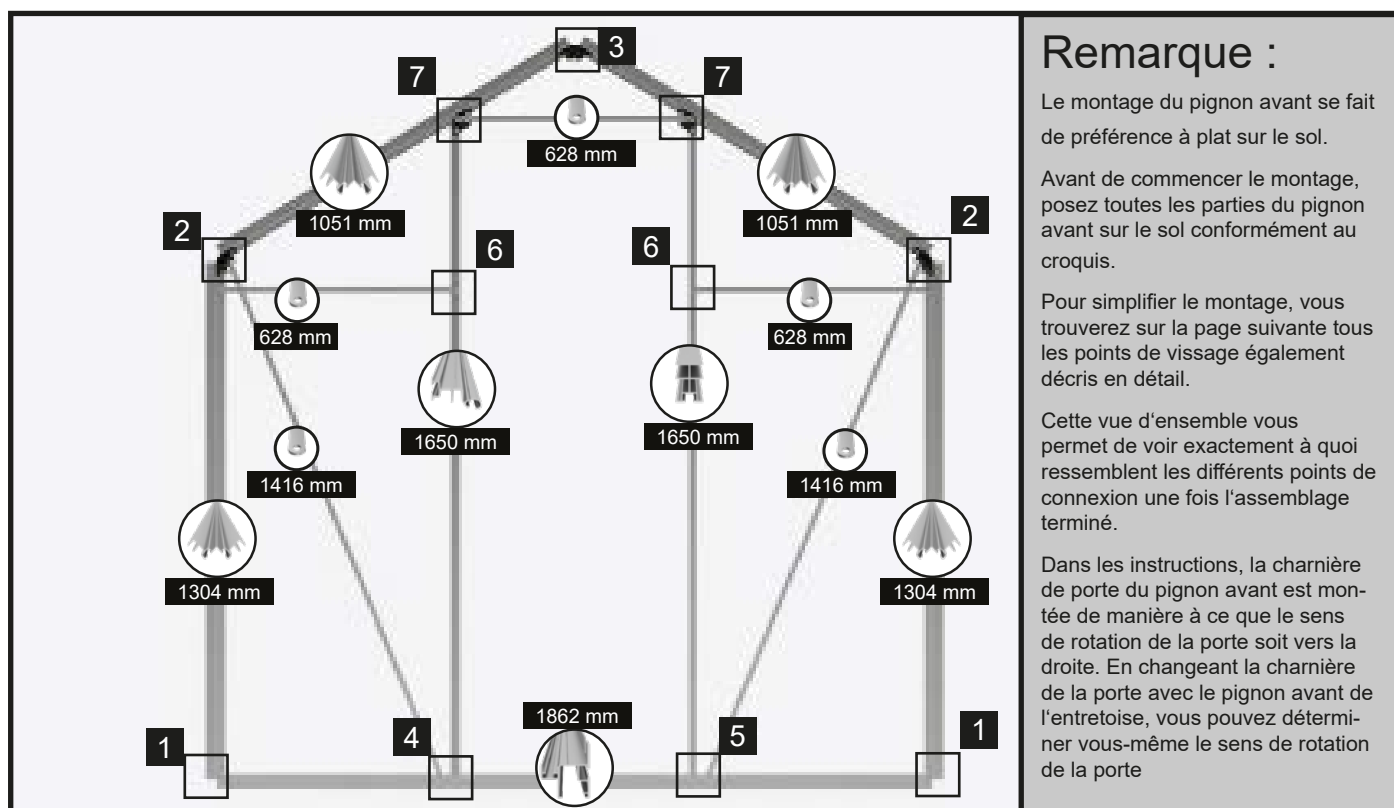 3
7
7
628 mm
1051 mm
1051 mm
2
2
6
6
628 mm
628 mm
1650 mm
1650 mm
1416 mm
1416 mm
1304 mm
1304 mm
1862 mm
1
4
5
1
Remarque :
Le montage du pignon avant se fait
de préférence à plat sur le sol.
Avant de commencer le montage,
posez toutes les parties du pignon
avant sur le sol conformément au
croquis.
Pour simplifier le montage, vous
trouverez sur la page suivante tous
les points de vissage également
décris en détail.
Cette vue d‘ensemble vous
permet de voir exactement à quoi
ressemblent les différents points de
connexion une fois l‘assemblage
terminé.
Dans les instructions, la charnière
de porte du pignon avant est mon-
tée de manière à ce que le sens
de rotation de la porte soit vers la
droite. En changeant la charnière
de la porte avec le pignon avant de
l‘entretoise, vous pouvez détermi-
ner vous-même le sens de rotation
de la porte